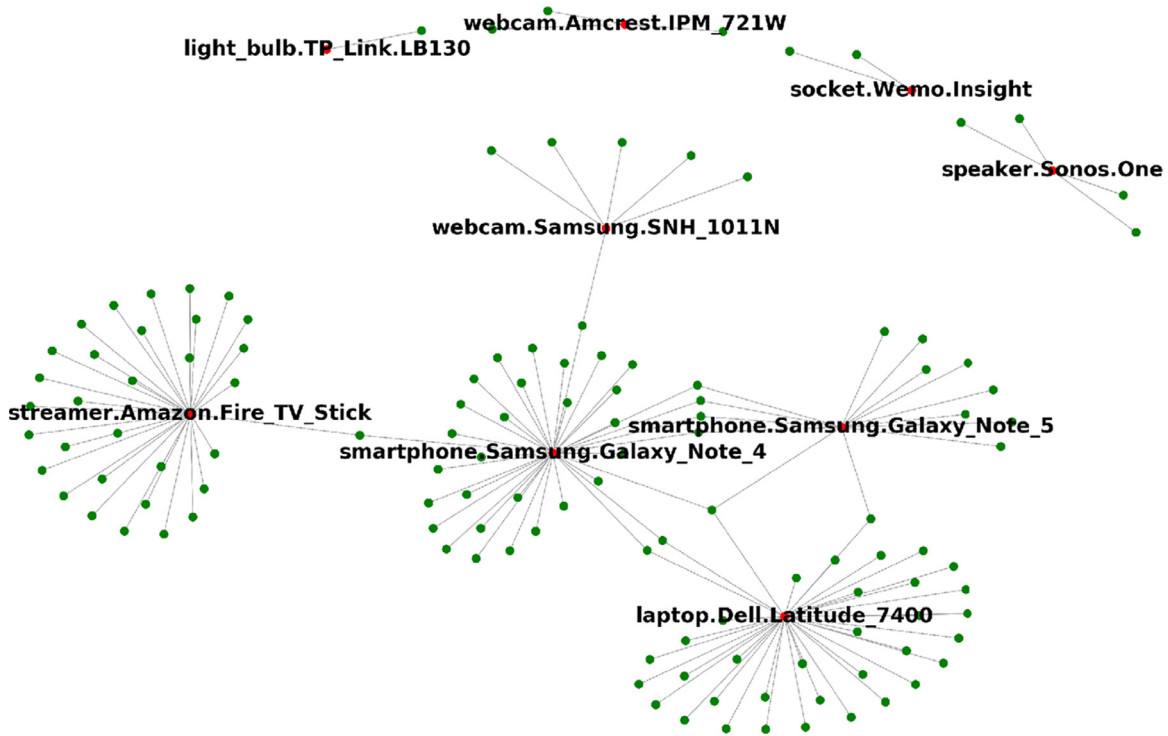 webcam.Amcrest.IPM_721W
light_bulb.TP_Link.LB130
socket.Wemo.Insight
speaker.Sonos.One
webcam.Samsung.SNH_1011N
streamer.Amazon.Fire_TV_Stick
smartphone.Samsung.Galaxy_Note_5
smartphone.Samsung.Galaxy_Note_4
laptop.Dell.Latitude_7400